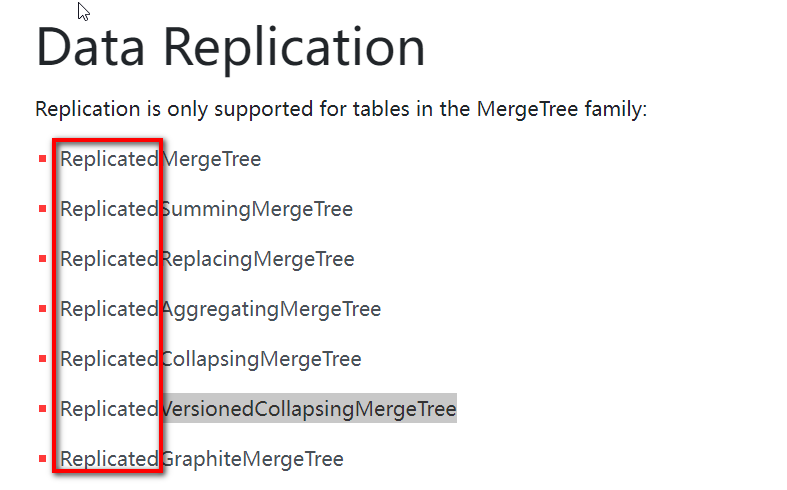 Data Replication
Replication is only supported for tables in the MergeTree family:
ReplicatedMergeTree
ReplicatedSummingMergeTree
ReplicatedReplacingMergeTree
ReplicatedAggregatingMergeTree
ReplicatedCollapsingMergeTree
ReplicatedVersionedCollapsingMergeTree
ReplicatedGraphiteMergeTree